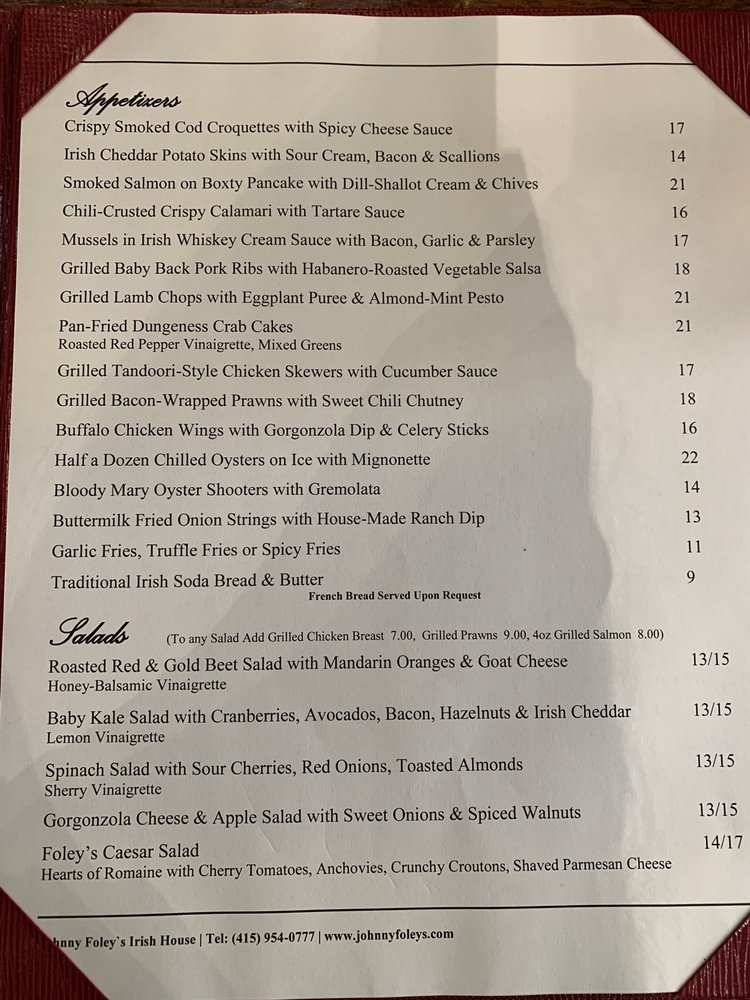 Appetizers
Crispy Smoked Cod Croquettes with Spicy Cheese Sauce 17
Irish Cheddar Potato Skins with Sour Cream, Bacon & Scallions 14
Smoked Salmon on Boxty Pancake with Dill-Shallot Cream & Chives 21
Chili-Crusted Crispy Calamari with Tartare Sauce 16
Mussels in Irish Whiskey Cream Sauce with Bacon, Garlic & Parsley 17
Grilled Baby Back Pork Ribs with Habanero-Roasted Vegetable Salsa 18
Grilled Lamb Chops with Eggplant Puree & Almond-Mint Pesto 21
Pan-Fried Dungeness Crab Cakes 21
Roasted Red Pepper Vinaigrette, Mixed Greens
Grilled Tandoori-Style Chicken Skewers with Cucumber Sauce 17
Grilled Bacon-Wrapped Prawns with Sweet Chili Chutney 18
Buffalo Chicken Wings with Gorgonzola Dip & Celery Sticks 16
Half a Dozen Chilled Oysters on Ice with Mignonette 22
Bloody Mary Oyster Shooters with Gremolata 14
Buttermilk Fried Onion Strings with House-Made Ranch Dip 13
Garlic Fries, Truffle Fries or Spicy Fries 11
Traditional Irish Soda Bread & Butter 9
French Bread Served Upon Request
Salads (To any Salad Add Grilled Chicken Breast 7.00, Grilled Prawns 9.00, 4oz Grilled Salmon 8.00)
Roasted Red & Gold Beet Salad with Mandarin Oranges & Goat Cheese 13/15
Honey-Balsamic Vinaigrette
Baby Kale Salad with Cranberries, Avocados, Bacon, Hazelnuts & Irish Cheddar 13/15
Lemon Vinaigrette
Spinach Salad with Sour Cherries, Red Onions, Toasted Almonds 13/15
Sherry Vinaigrette
Gorgonzola Cheese & Apple Salad with Sweet Onions & Spiced Walnuts 13/15
Foley's Caesar Salad 14/17
Hearts of Romaine with Cherry Tomatoes, Anchovies, Crunchy Croutons, Shaved Parmesan Cheese
hnny Foley`s Irish House | Tel: (415) 954-0777 | www.johnnyfoleys.com